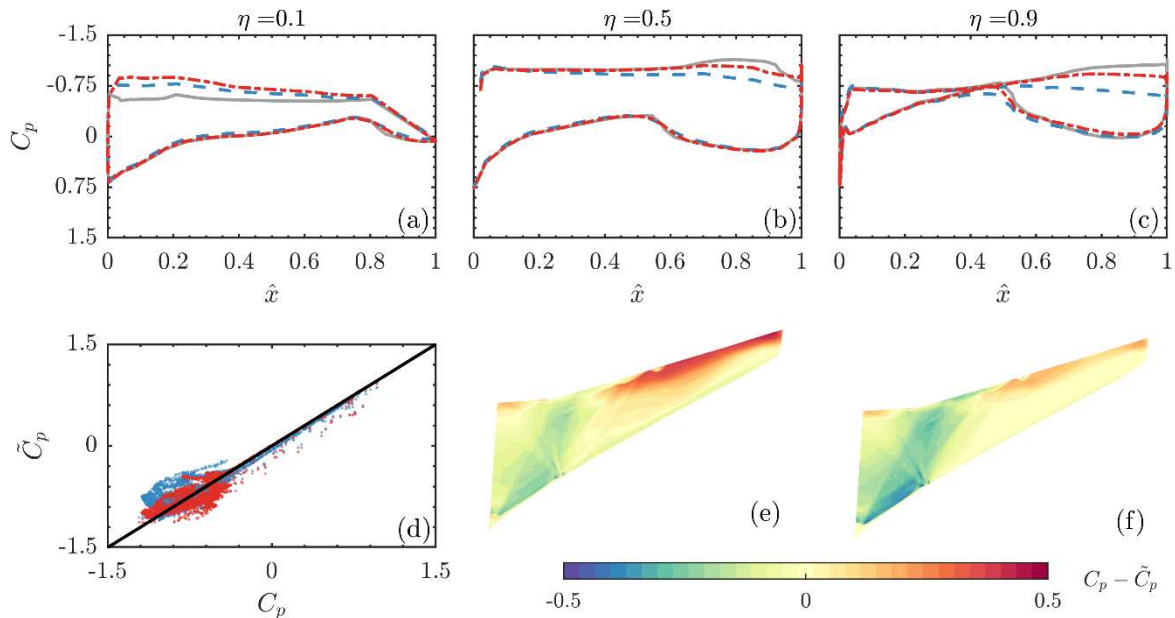 η =0.1 η =0.5 η =0.9
-1.5
-0.75
0
0.75
1.5
C_p
(a) (b) (c)
0 0.2 0.4 0.6 0.8 1 0 0.2 0.4 0.6 0.8 1 0 0.2 0.4 0.6 0.8 1
x̂ x̂ x̂
1.5
0
-1.5
C̃_p
(d) (e) (f)
-1.5 0 1.5
C_p
-0.5 0 0.5
C_p − C̃_p